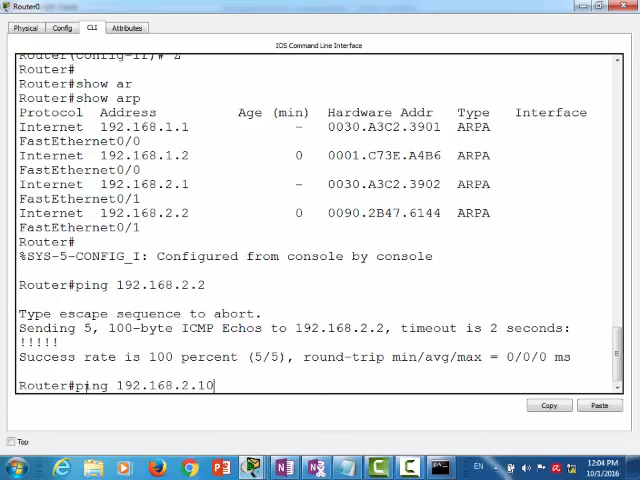 Router0
Physical Config CLI Attributes
IOS Command Line Interface
Router(config-if)#^Z
Router#
Router#show ar
Router#show arp
Protocol Address Age (min) Hardware Addr Type Interface
Internet 192.168.1.1 - 0030.A3C2.3901 ARPA
FastEthernet0/0
Internet 192.168.1.2 0 0001.C73E.A4B6 ARPA
FastEthernet0/0
Internet 192.168.2.1 - 0030.A3C2.3902 ARPA
FastEthernet0/1
Internet 192.168.2.2 0 0090.2B47.6144 ARPA
FastEthernet0/1
Router#
%SYS-5-CONFIG_I: Configured from console by console
Router#ping 192.168.2.2
Type escape sequence to abort.
Sending 5, 100-byte ICMP Echos to 192.168.2.2, timeout is 2 seconds:
!!!!!
Success rate is 100 percent (5/5), round-trip min/avg/max = 0/0/0 ms
Router#ping 192.168.2.10
Copy Paste
Top
EN
12:04 PM
10/1/2016